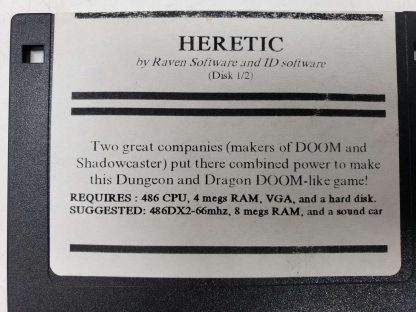 HERETIC
by Raven Software and ID software
(Disk 1/2)
Two great companies (makers of DOOM and
Shadowcaster) put there combined power to make
this Dungeon and Dragon DOOM-like game!
REQUIRES : 486 CPU, 4 megs RAM, VGA, and a hard disk.
SUGGESTED: 486DX2-66mhz, 8 megs RAM, and a sound car